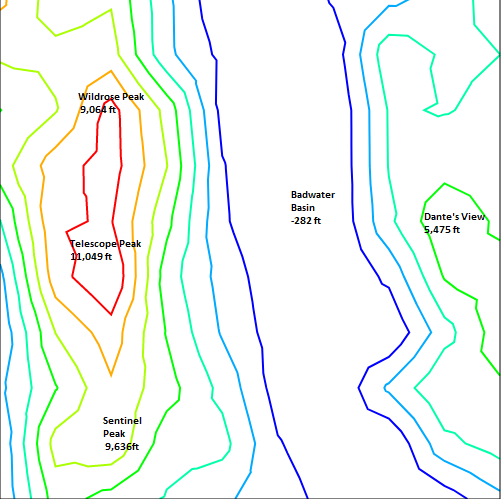 Wildrose Peak
9,064 ft
Badwater
Basin
-282 ft
Dante's View
5,475 ft
Telescope Peak
11,049 ft
Sentinel
Peak
9,636ft